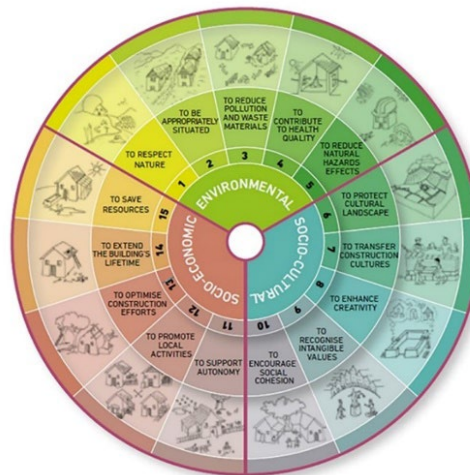 ENVIRONMENTAL
1
TO RESPECT
NATURE
2
TO BE
APPROPRIATELY
SITUATED
3
TO REDUCE
POLLUTION
AND WASTE
MATERIALS
4
TO
CONTRIBUTE
TO HEALTH
QUALITY
5
TO REDUCE
NATURAL
HAZARDS
EFFECTS
SOCIO-CULTURAL
6
TO PROTECT
CULTURAL
LANDSCAPE
7
TO TRANSFER
CONSTRUCTION
CULTURES
8
TO ENHANCE
CREATIVITY
9
TO
RECOGNISE
INTANGIBLE
VALUES
10
TO
ENCOURAGE
SOCIAL
COHESION
SOCIO-ECONOMIC
11
TO SUPPORT
AUTONOMY
12
TO PROMOTE
LOCAL
ACTIVITIES
13
TO OPTIMISE
CONSTRUCTION
EFFORTS
14
TO EXTEND
THE BUILDING'S
LIFETIME
15
TO SAVE
RESOURCES